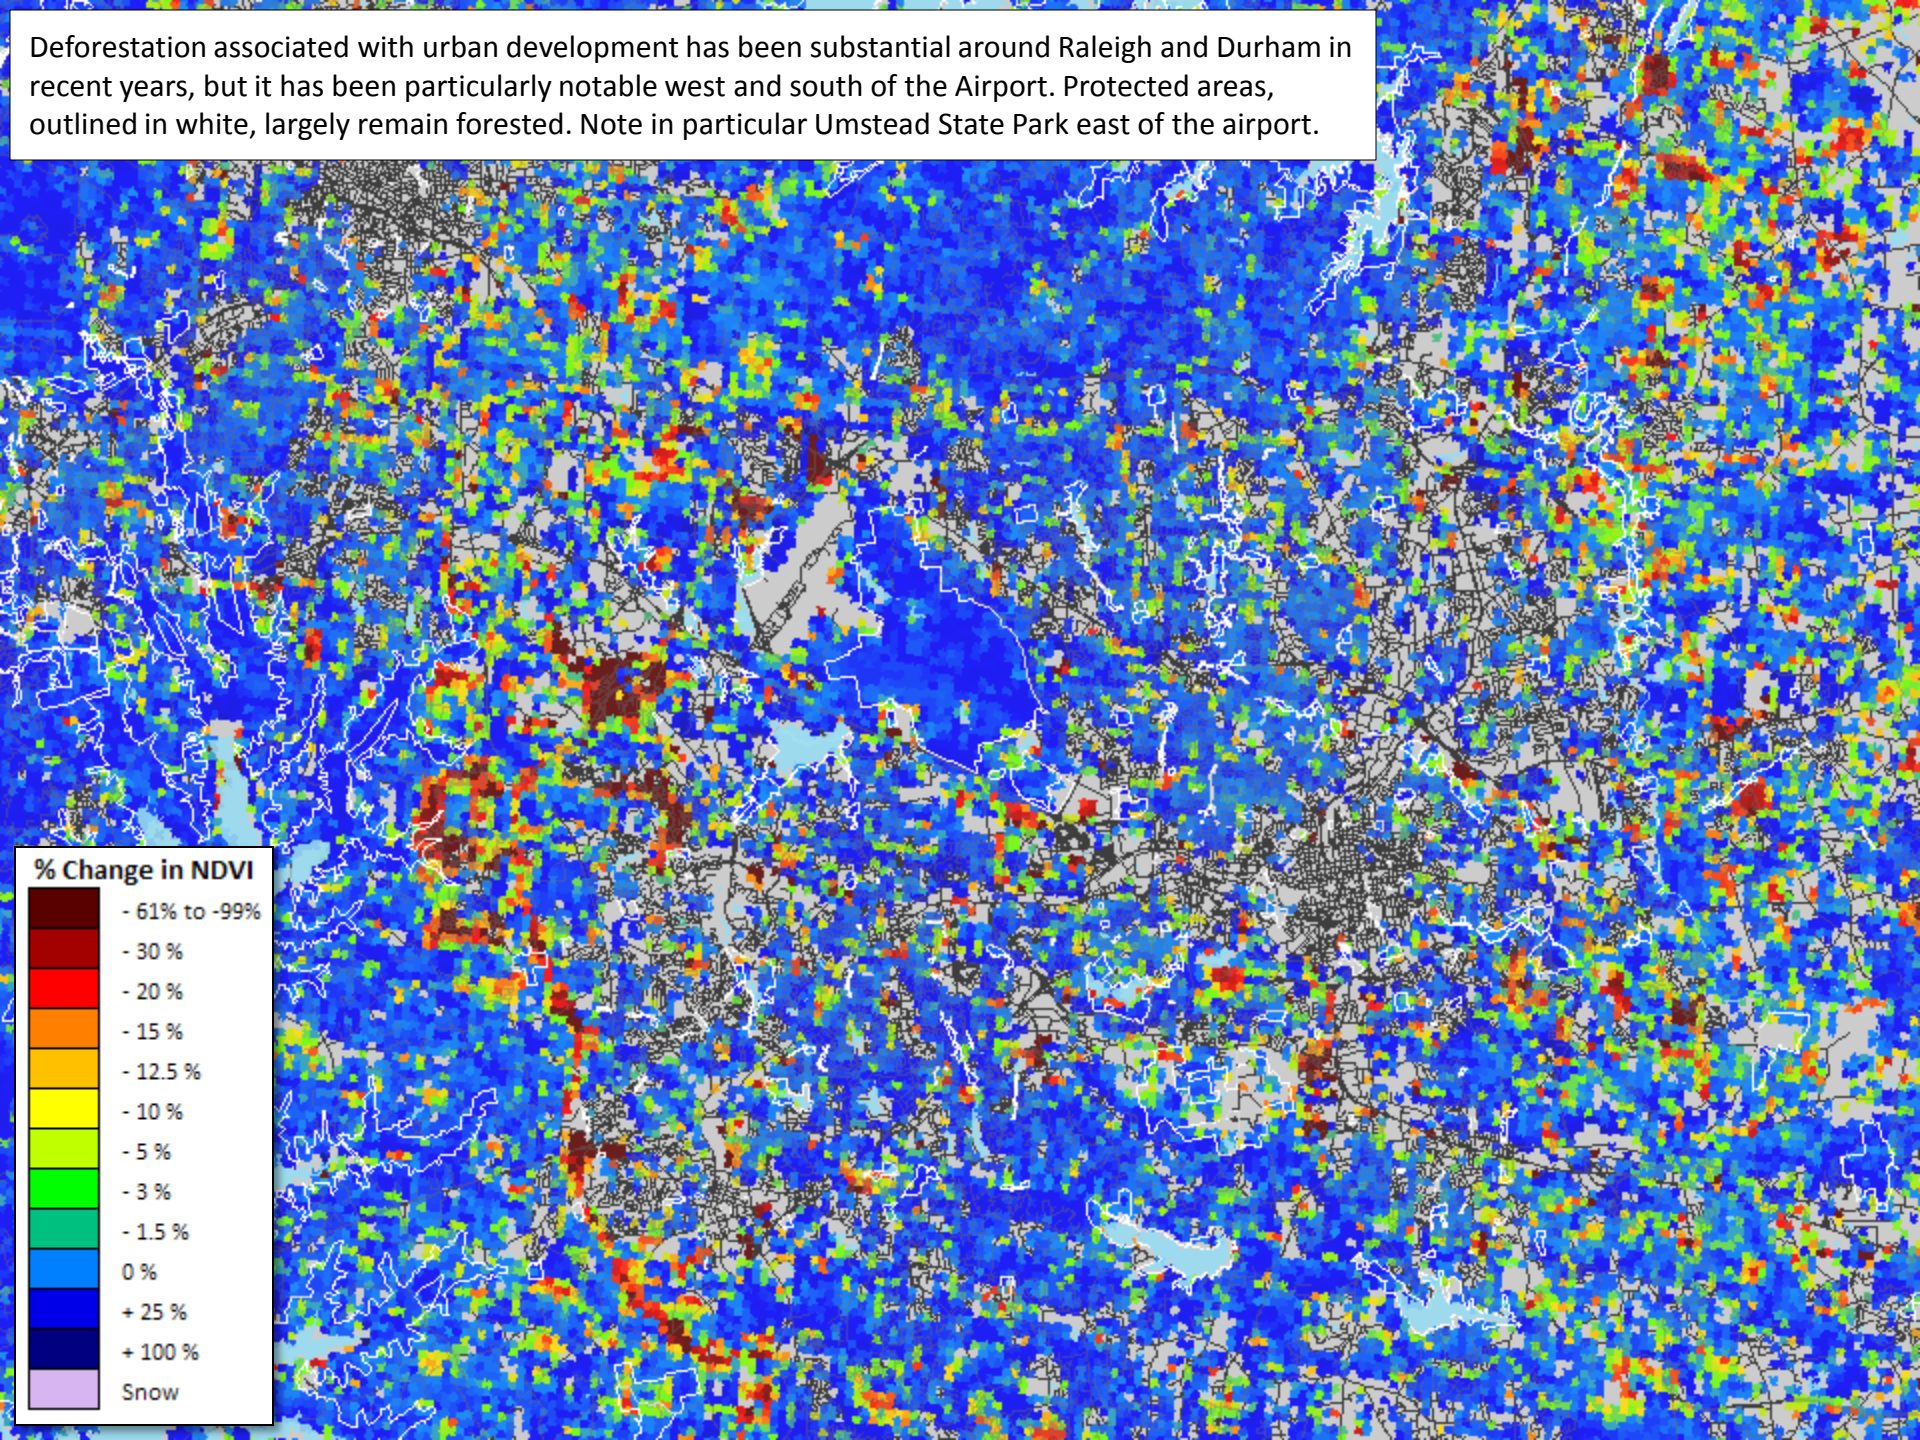 Deforestation associated with urban development has been substantial around Raleigh and Durham in
recent years, but it has been particularly notable west and south of the Airport. Protected areas,
outlined in white, largely remain forested. Note in particular Umstead State Park east of the airport.
% Change in NDVI
- 61% to -99%
- 30 %
- 20 %
- 15 %
- 12.5 %
- 10 %
- 5 %
- 3 %
- 1.5 %
0 %
+ 25 %
+ 100 %
Snow